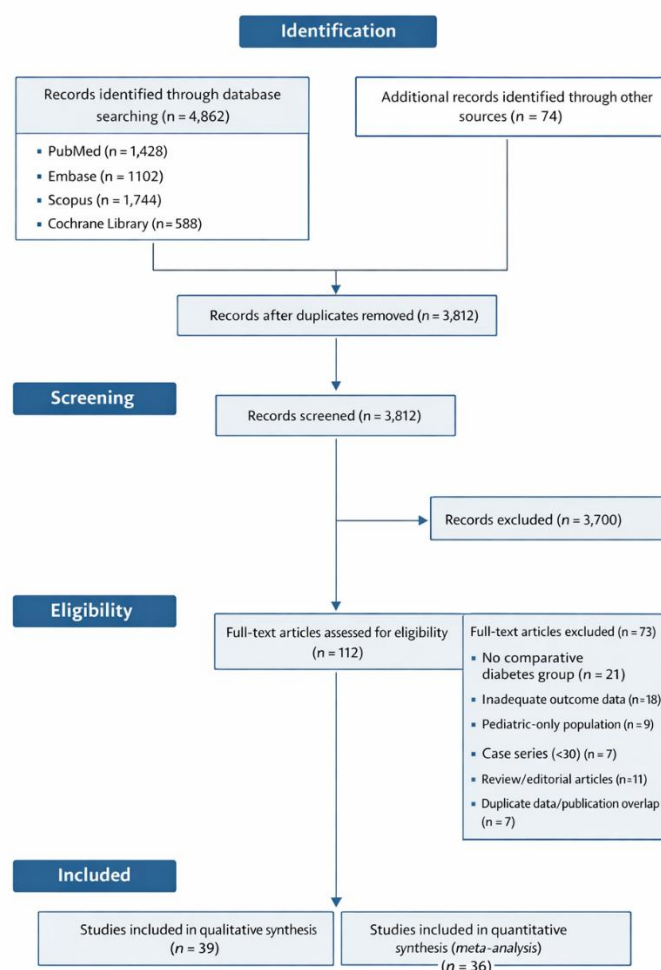 Identification
Records identified through database
searching (n = 4,862)
▪ PubMed (n = 1,428)
▪ Embase (n = 1102)
▪ Scopus (n = 1,744)
▪ Cochrane Library (n = 588)
Additional records identified through other
sources (n = 74)
Records after duplicates removed (n = 3,812)
Screening
Records screened (n = 3,812)
Records excluded (n = 3,700)
Eligibility
Full-text articles assessed for eligibility
(n = 112)
Full-text articles excluded (n = 73)
▪ No comparative
diabetes group (n = 21)
▪ Inadequate outcome data (n=18)
▪ Pediatric-only population (n = 9)
▪ Case series (<30) (n = 7)
▪ Review/editorial articles (n=11)
▪ Duplicate data/publication overlap
(n = 7)
Included
Studies included in qualitative synthesis)
(n = 39)
Studies included in quantitative
synthesis (meta-analysis)
(n = 36)